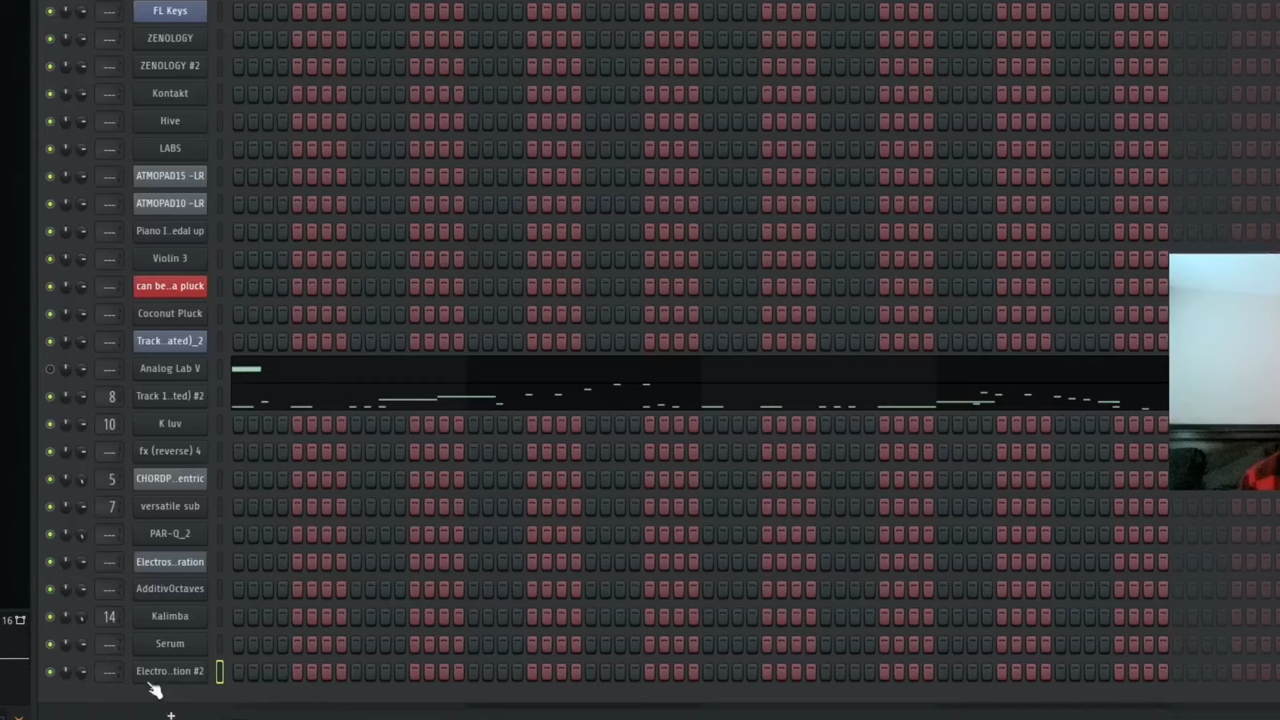 --- FL Keys
--- ZENOLOGY
--- ZENOLOGY #2
--- Kontakt
--- Hive
--- LABS
--- ATMOPAD15 -LR
--- ATMOPAD10 -LR
--- Piano I..edal up
--- Violin 3
--- can be..a pluck
--- Coconut Pluck
--- Track..ated)_2
--- Analog Lab V
8 Track 1..ted) #2
10 K luv
--- fx (reverse) 4
5 CHORDP..entric
7 versatile sub
--- PAR-Q_2
--- Electros..ration
--- AdditivOctaves
14 Kalimba
16
--- Serum
--- Electro..tion #2
+